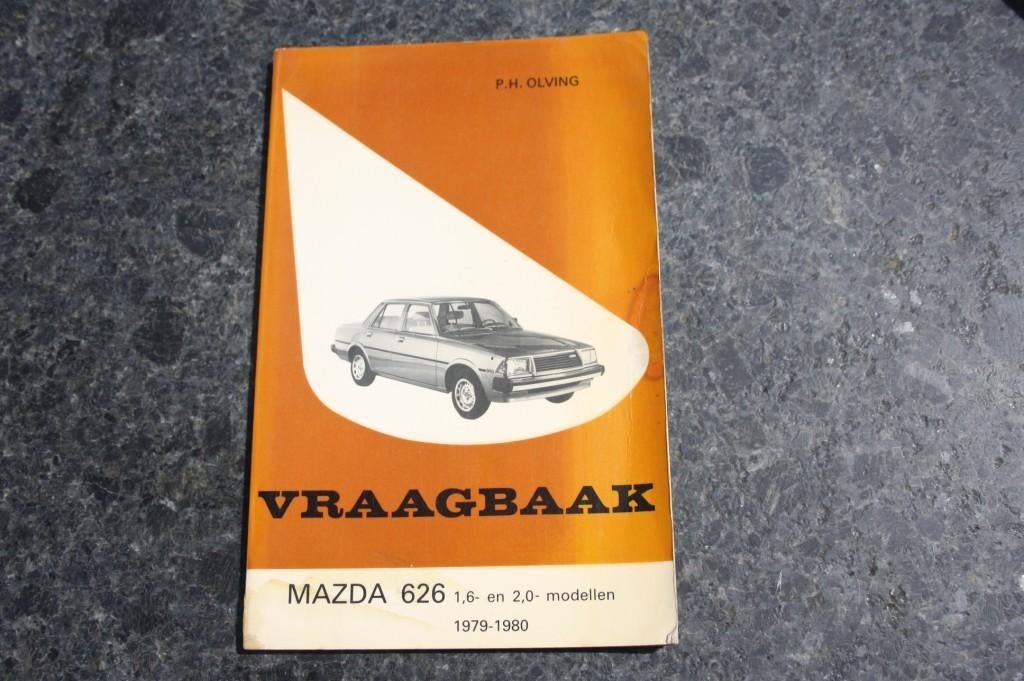 P.H. OLVING
VRAAGBAAK
MAZDA 626 1,6- en 2,0- modellen
1979-1980